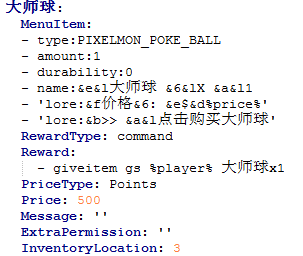 大师球:
MenuItem:
- type:PIXELMON_POKE_BALL
- amount:1
- durability:0
- name:&e&l大师球 &6&lX &a&l1
- 'lore:&f价格&6: &e$&d%price%'
- 'lore:&b>> &a&l点击购买大师球'
RewardType: command
Reward:
- giveitem gs %player% 大师球x1
PriceType: Points
Price: 500
Message: ''
ExtraPermission: ''
InventoryLocation: 3